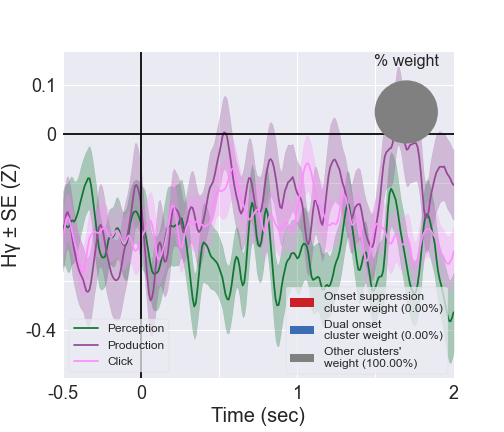 % weight
0.1
0
-0.4
Hγ ± SE (Z)
Perception
Production
Click
Onset suppression
cluster weight (0.00%)
Dual onset
cluster weight (0.00%)
Other clusters'
weight (100.00%)
-0.5
0
1
2
Time (sec)